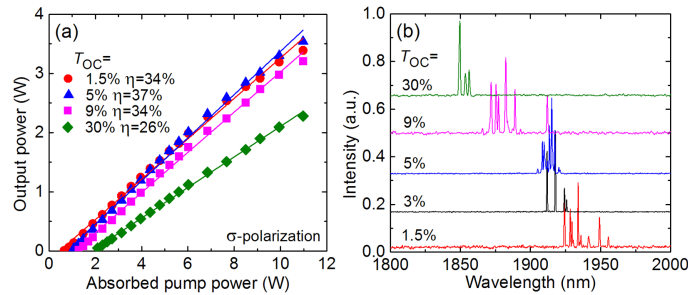 (a)
T_OC=
1.5% η=34%
5% η=37%
9% η=34%
30% η=26%
σ-polarization
Output power (W)
4
3
2
1
0
0 2 4 6 8 10 12
Absorbed pump power (W)
(b)
T_OC=
30%
9%
5%
3%
1.5%
Intensity (a.u.)
1.0
0.8
0.6
0.4
0.2
0.0
1800 1850 1900 1950 2000
Wavelength (nm)